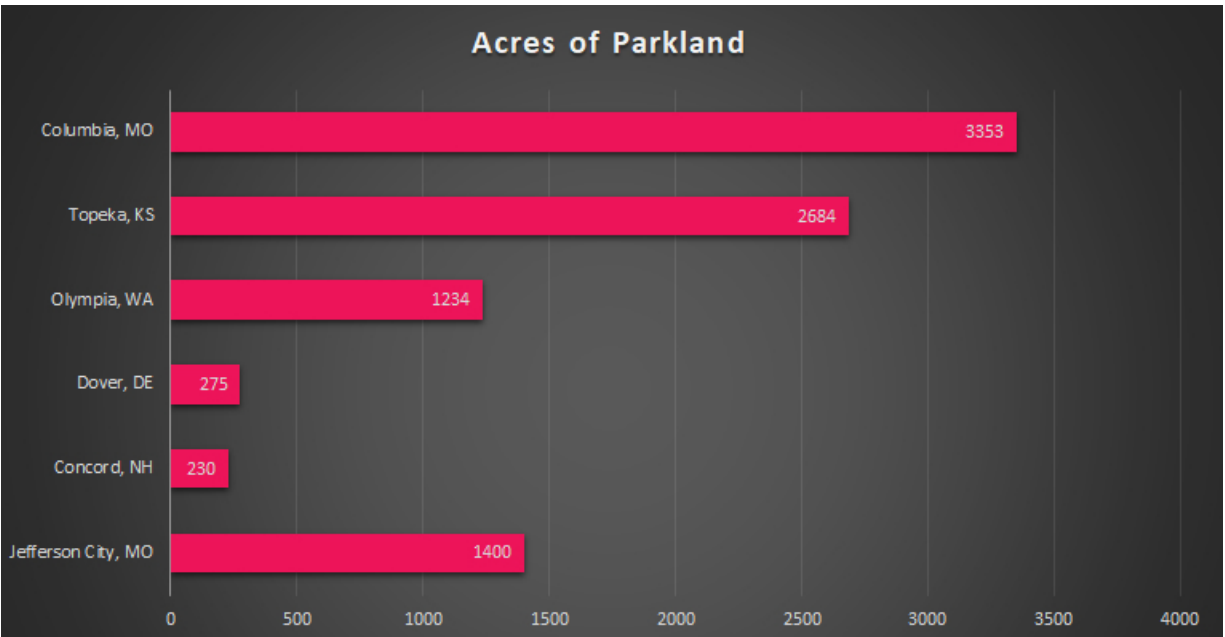 Acres of Parkland
Columbia, MO 3353
Topeka, KS 2684
Olympia, WA 1234
Dover, DE 275
Concord, NH 230
Jefferson City, MO 1400
0 500 1000 1500 2000 2500 3000 3500 4000